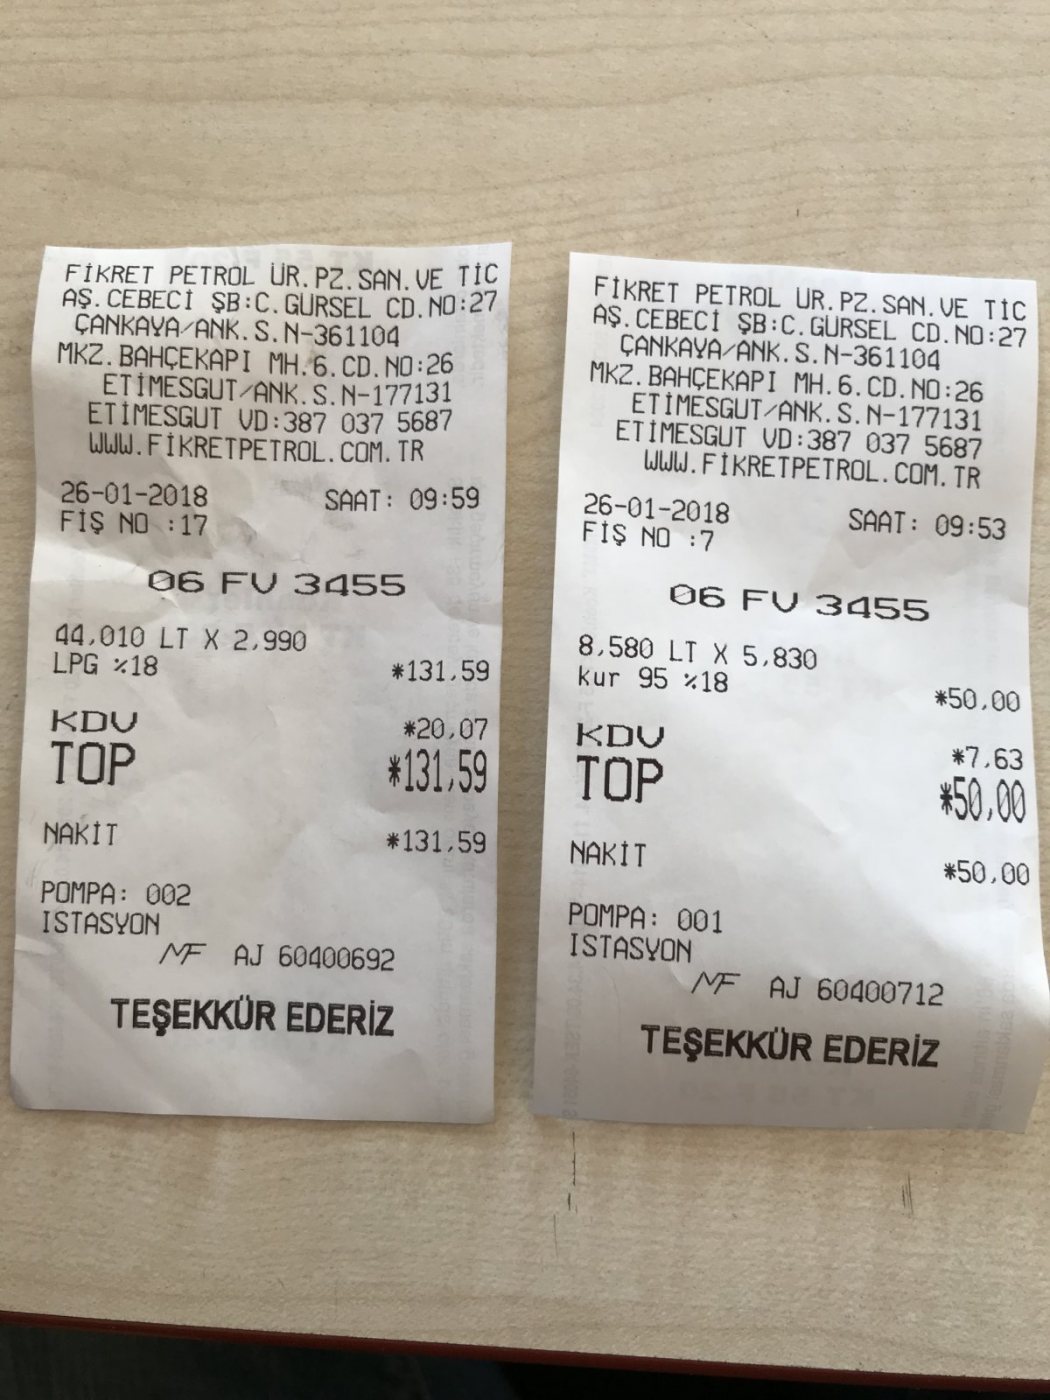 FİKRET PETROL ÜR.PZ.SAN.VE TİC
AŞ.CEBECİ ŞB:C.GÜRSEL CD.NO:27
ÇANKAYA/ANK.S.N-361104
MKZ.BAHÇEKAPI MH.6.CD.NO:26
ETİMESGUT/ANK.S.N-177131
ETİMESGUT VD:387 037 5687
WWW.FİKRETPETROL.COM.TR
26-01-2018 SAAT: 09:59
FİŞ NO :17
06 FV 3455
44,010 LT X 2,990
LPG %18 *131,59
KDV *20,07
TOP *131,59
NAKİT *131,59
POMPA: 002
ISTASYON
MF AJ 60400692
TEŞEKKÜR EDERİZ
FİKRET PETROL ÜR.PZ.SAN.VE TİC
AŞ.CEBECİ ŞB:C.GÜRSEL CD.NO:27
ÇANKAYA/ANK.S.N-361104
MKZ.BAHÇEKAPI MH.6.CD.NO:26
ETİMESGUT/ANK.S.N-177131
ETİMESGUT VD:387 037 5687
WWW.FİKRETPETROL.COM.TR
26-01-2018 SAAT: 09:53
FİŞ NO :7
06 FV 3455
8,580 LT X 5,830
kur 95 %18 *50,00
KDV *7,63
TOP *50,00
NAKİT *50,00
POMPA: 001
ISTASYON
MF AJ 60400712
TEŞEKKÜR EDERİZ